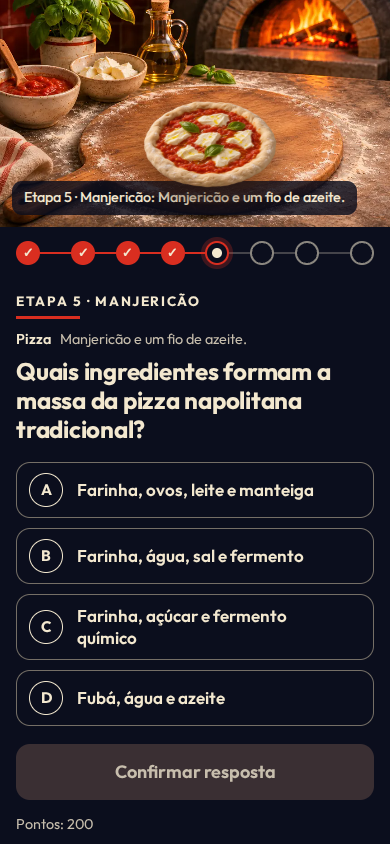 Etapa 5 · Manjericão: Manjericão e um fio de azeite.
ETAPA 5 · MANJERICÃO
Pizza Manjericão e um fio de azeite.
Quais ingredientes formam a
massa da pizza napolitana
tradicional?
A Farinha, ovos, leite e manteiga
B Farinha, água, sal e fermento
C Farinha, açúcar e fermento
químico
D Fubá, água e azeite
Confirmar resposta
Pontos: 200